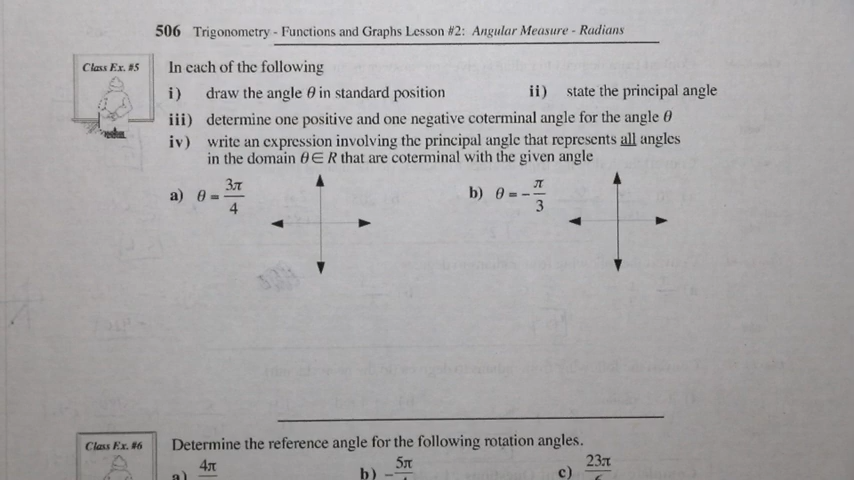 506 Trigonometry - Functions and Graphs Lesson #2: Angular Measure - Radians
Class Ex. #5
In each of the following
i) draw the angle θ in standard position ii) state the principal angle
iii) determine one positive and one negative coterminal angle for the angle θ
iv) write an expression involving the principal angle that represents all angles
in the domain θ ∈ R that are coterminal with the given angle
a) θ = 3π/4 b) θ = -π/3
Class Ex. #6
Determine the reference angle for the following rotation angles.
a) 4π b) -5π c) 23π